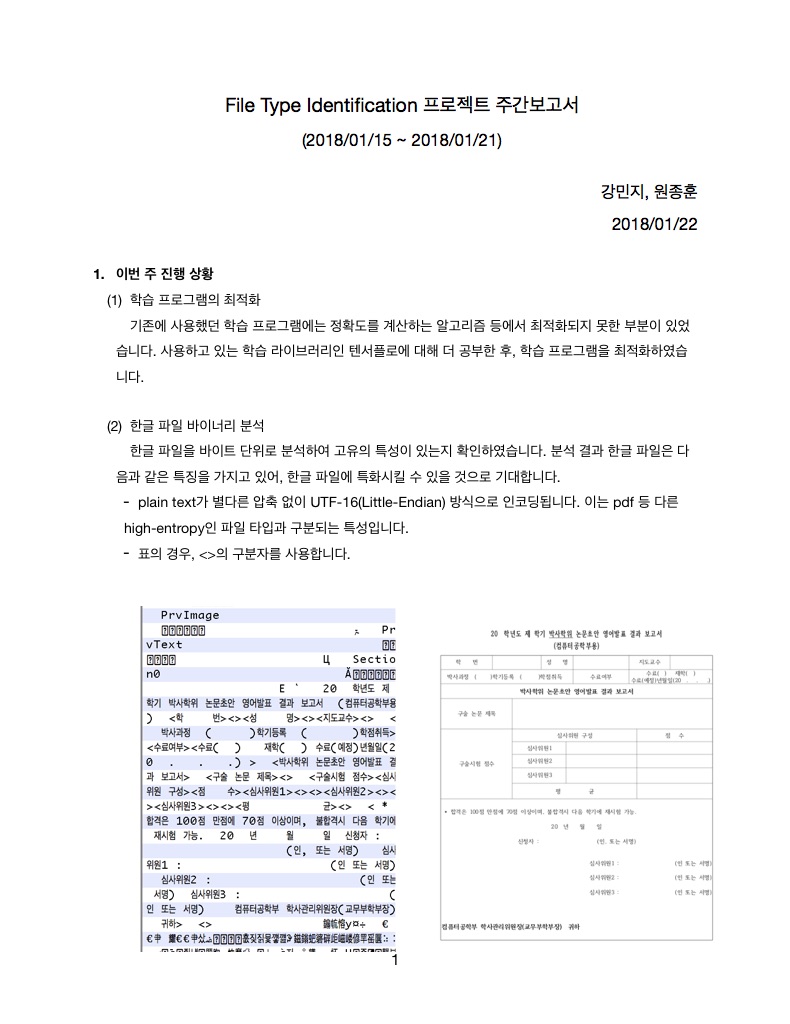 File Type Identification 프로젝트 주간보고서
(2018/01/15 ~ 2018/01/21)
강민지, 원종훈
2018/01/22
1. 이번 주 진행 상황
(1) 학습 프로그램의 최적화
기존에 사용했던 학습 프로그램에는 정확도를 계산하는 알고리즘 등에서 최적화되지 못한 부분이 있었
습니다. 사용하고 있는 학습 라이브러리인 텐서플로에 대해 더 공부한 후, 학습 프로그램을 최적화하였습
니다.
(2) 한글 파일 바이너리 분석
한글 파일을 바이트 단위로 분석하여 고유의 특성이 있는지 확인하였습니다. 분석 결과 한글 파일은 다
음과 같은 특징을 가지고 있어, 한글 파일에 특화시킬 수 있을 것으로 기대합니다.
- plain text가 별다른 압축 없이 UTF-16(Little-Endian) 방식으로 인코딩됩니다. 이는 pdf 등 다른
high-entropy인 파일 타입과 구분되는 특성입니다.
- 표의 경우, <>의 구분자를 사용합니다.
PrvImage
Pr
vText
Ц Sectio
n0
E ` 20 학년도 제
학기 박사학위 논문초안 영어발표 결과 보고서 (컴퓨터공학부용
) <학 번><><성 명><><지도교수><> <
박사과정 ( )학기등록 ( )학점취득>
<수료여부><수료( ) 재학( ) 수료(예정)년월일(2
0 . . .) > <박사학위 논문초안 영어발표 결
과 보고서> <구술 논문 제목><> <구술시험 점수><심사
위원 구성><점 수><심사위원1><><><심사위원2><><
><심사위원3><><><평 균><> < *
합격은 100점 만점에 70점 이상이며, 불합격시 다음 학기에
재시험 가능. 20 년 월 일 신청자 :
(인, 또는 서명) 심사
위원1 : (인 또는 서명)
심사위원2 : (인 또는
서명) 심사위원3 : (
인 또는 서명) 컴퓨터공학부 학사관리위원장(교무부학부장)
귀하> <>
20 학년도 제 학기 박사학위 논문초안 영어발표 결과 보고서
(컴퓨터공학부용)
학 번 성 명 지도교수
박사과정 ( )학기등록 ( )학점취득 수료여부 수료( ) 재학( )
수료(예정)년월일(20 . . .)
박사학위 논문초안 영어발표 결과 보고서
구술 논문 제목
심사위원 구성 점 수
심사위원1
구술시험 점수 심사위원2
심사위원3
평 균
* 합격은 100점 만점에 70점 이상이며, 불합격시 다음 학기에 재시험 가능.
20 년 월 일
신청자 : (인, 또는 서명)
심사위원1 : (인 또는 서명)
심사위원2 : (인 또는 서명)
심사위원3 : (인 또는 서명)
컴퓨터공학부 학사관리위원장(교무부학부장) 귀하
1